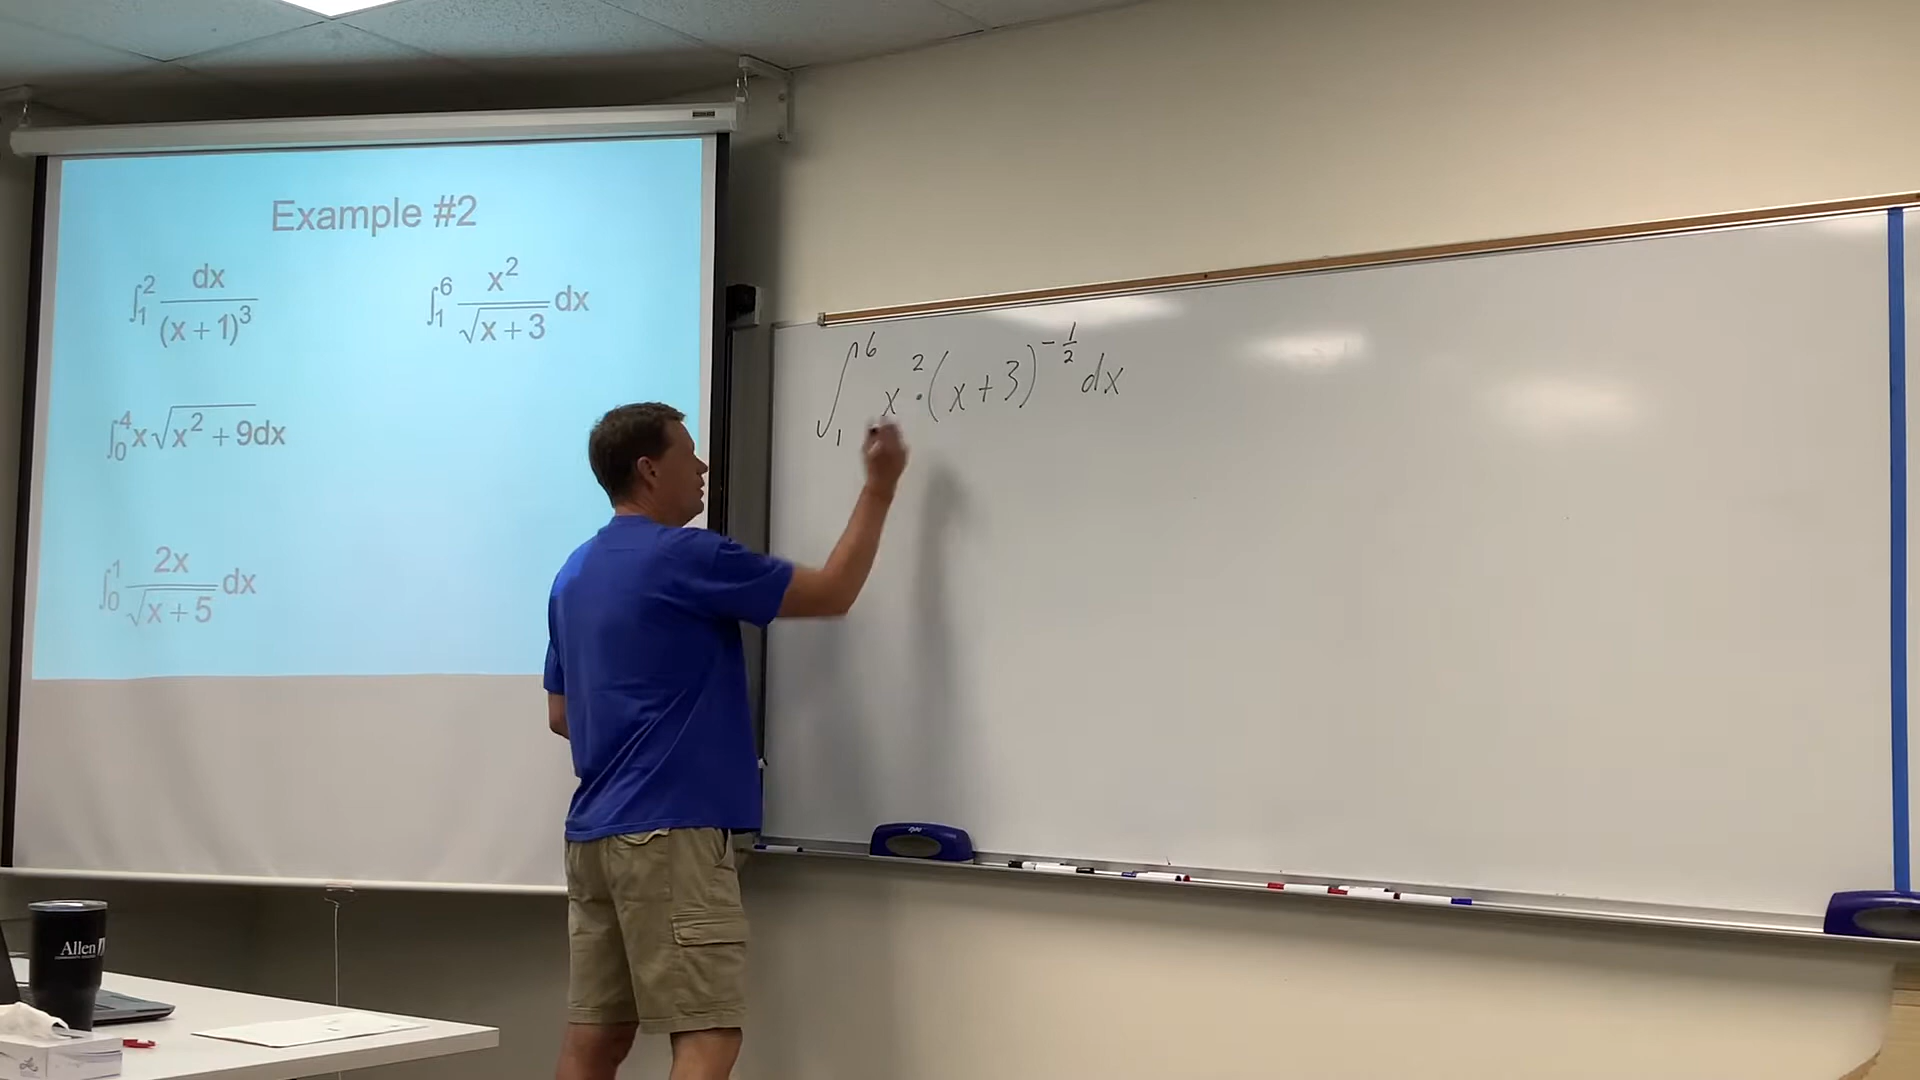 Example #2
∫₁² dx/(x + 1)³
∫₁⁶ x²/√(x + 3) dx
∫₀⁴ x√(x² + 9)dx
∫₀¹ 2x/√(x + 5) dx
∫₁⁶ x² · (x + 3)^(-1/2) dx
Allen